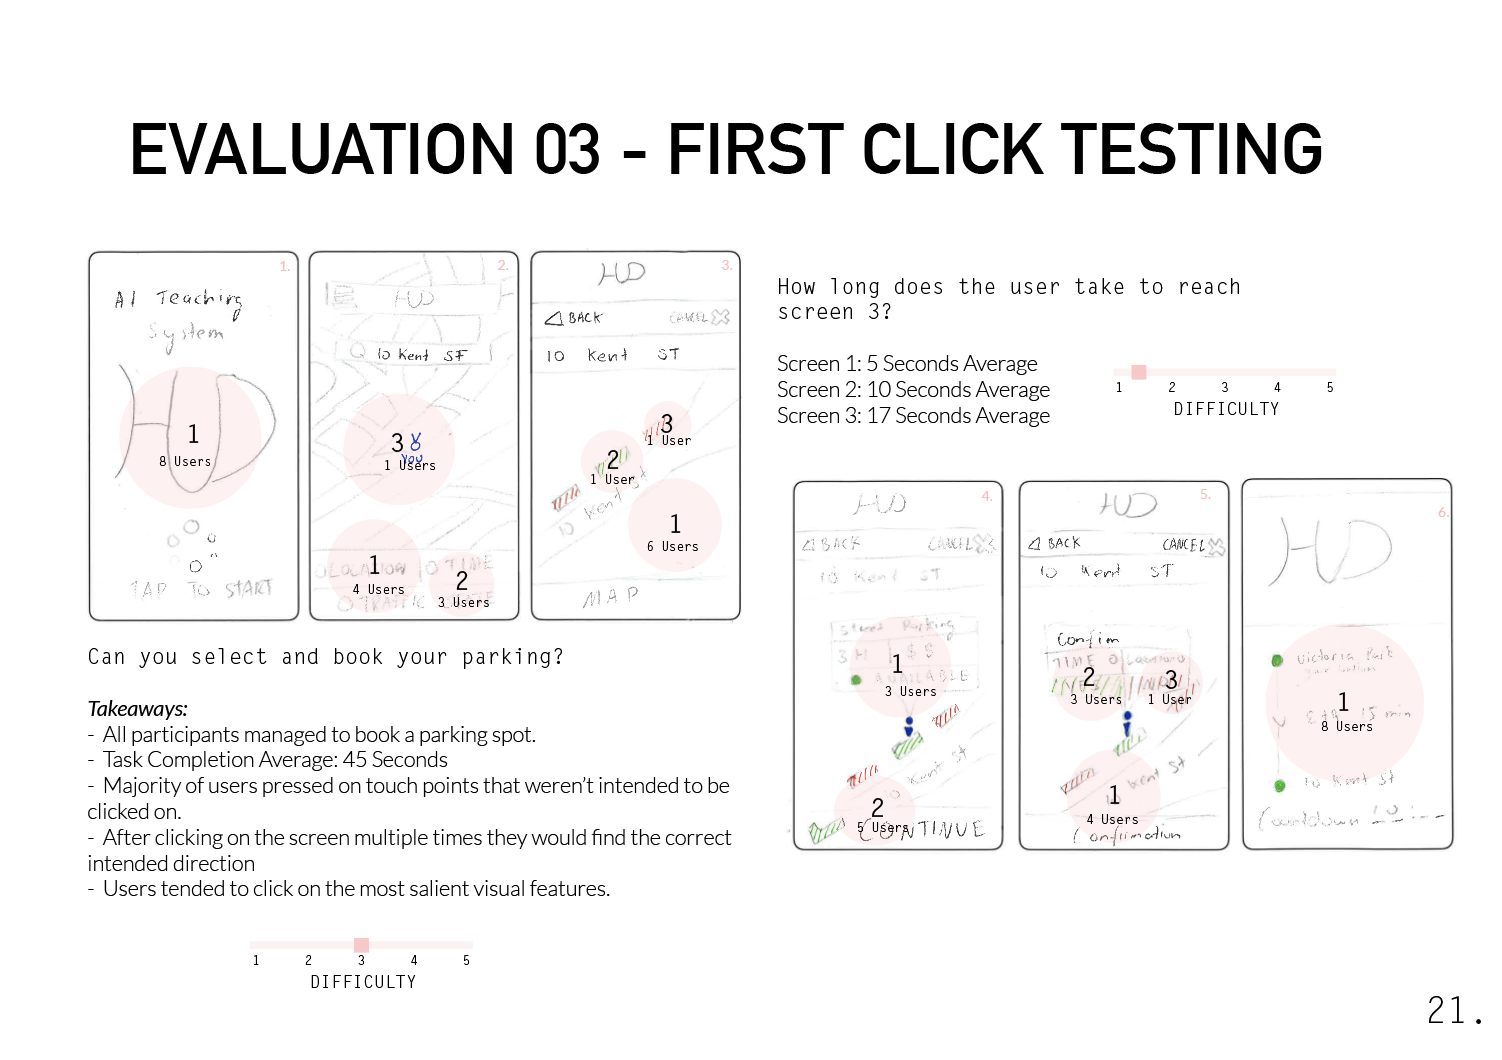 EVALUATION 03 - FIRST CLICK TESTING
1.
AI Teaching
System
1
8 Users
TAP TO START
2.
HD
10 Kent ST
3
YOU
1 Users
LOCATION TIME
1
4 Users
2
3 Users
TRAFFIC
3.
HD
BACK CANCEL
10 Kent ST
3
1 User
2
1 User
10 Kent St
1
6 Users
MAP
How long does the user take to reach
screen 3?
Screen 1: 5 Seconds Average
Screen 2: 10 Seconds Average
Screen 3: 17 Seconds Average
1 2 3 4 5
DIFFICULTY
Can you select and book your parking?
Takeaways:
- All participants managed to book a parking spot.
- Task Completion Average: 45 Seconds
- Majority of users pressed on touch points that weren't intended to be
clicked on.
- After clicking on the screen multiple times they would find the correct
intended direction
- Users tended to click on the most salient visual features.
1 2 3 4 5
DIFFICULTY
4.
HD
BACK CANCEL
10 Kent ST
Street Parking
3 H $ $
1
AVAILABLE
3 Users
10 Kent St
2
5 Users
CONTINUE
5.
HD
BACK CANCEL
10 Kent ST
Confirm
TIME Location
2
3 Users
3
1 User
10 Kent St
1
4 Users
Confirmation
6.
HD
Victoria Park
1
8 Users
ETA 15 min
10 Kent St
Countdown 10:--
21.